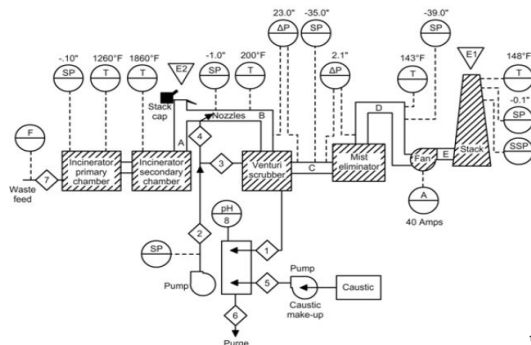 -39.0"
23.0" -35.0"
E1
-.10" 1260°F 1860°F E2 -1.0" 200°F ΔP SP 2.1" 143°F SP 148°F
SP T T SP T ΔP T T
-0.1
SP
SSP
Stack
cap
Nozzles B
D
A 4
F
Waste
feed
7
Incinerator
primary
chamber
Incinerator
secondary
chamber
3
Venturi
scrubber
C
Mist
eliminator
Fan
E
Stack
A
40 Amps
pH
8
2
SP
Pump
1
5
Pump
Caustic
make-up
Caustic
6
Purge